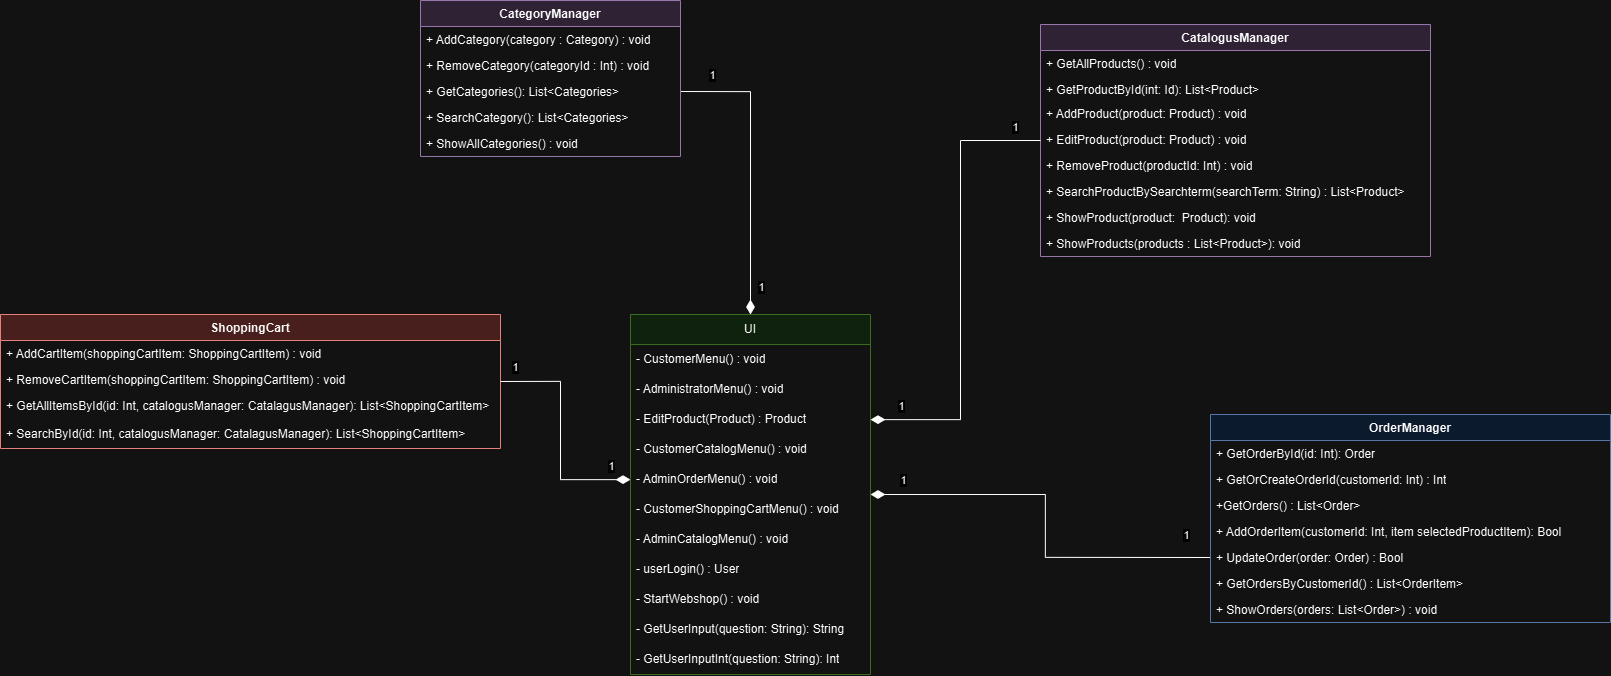 CategoryManager
+ AddCategory(category : Category) : void
+ RemoveCategory(categoryId : Int) : void
+ GetCategories(): List<Categories>
+ SearchCategory(): List<Categories>
+ ShowAllCategories() : void
1
1
CatalogusManager
+ GetAllProducts() : void
+ GetProductById(int: Id): List<Product>
+ AddProduct(product: Product) : void
+ EditProduct(product: Product) : void
+ RemoveProduct(productId: Int) : void
+ SearchProductBySearchterm(searchTerm: String) : List<Product>
+ ShowProduct(product:  Product): void
+ ShowProducts(products : List<Product>): void
1
1
ShoppingCart
+ AddCartItem(shoppingCartItem: ShoppingCartItem) : void
+ RemoveCartItem(shoppingCartItem: ShoppingCartItem) : void
+ GetAllItemsById(id: Int, catalogusManager: CatalagusManager): List<ShoppingCartItem>
+ SearchById(id: Int, catalogusManager: CatalagusManager): List<ShoppingCartItem>
1
1
UI
- CustomerMenu() : void
- AdministratorMenu() : void
- EditProduct(Product) : Product
- CustomerCatalogMenu() : void
- AdminOrderMenu() : void
- CustomerShoppingCartMenu() : void
- AdminCatalogMenu() : void
- userLogin() : User
- StartWebshop() : void
- GetUserInput(question: String): String
- GetUserInputInt(question: String): Int
1
1
OrderManager
+ GetOrderById(id: Int): Order
+ GetOrCreateOrderId(customerId: Int) : Int
+GetOrders() : List<Order>
+ AddOrderItem(customerId: Int, item selectedProductItem): Bool
+ UpdateOrder(order: Order) : Bool
+ GetOrdersByCustomerId() : List<OrderItem>
+ ShowOrders(orders: List<Order>) : void